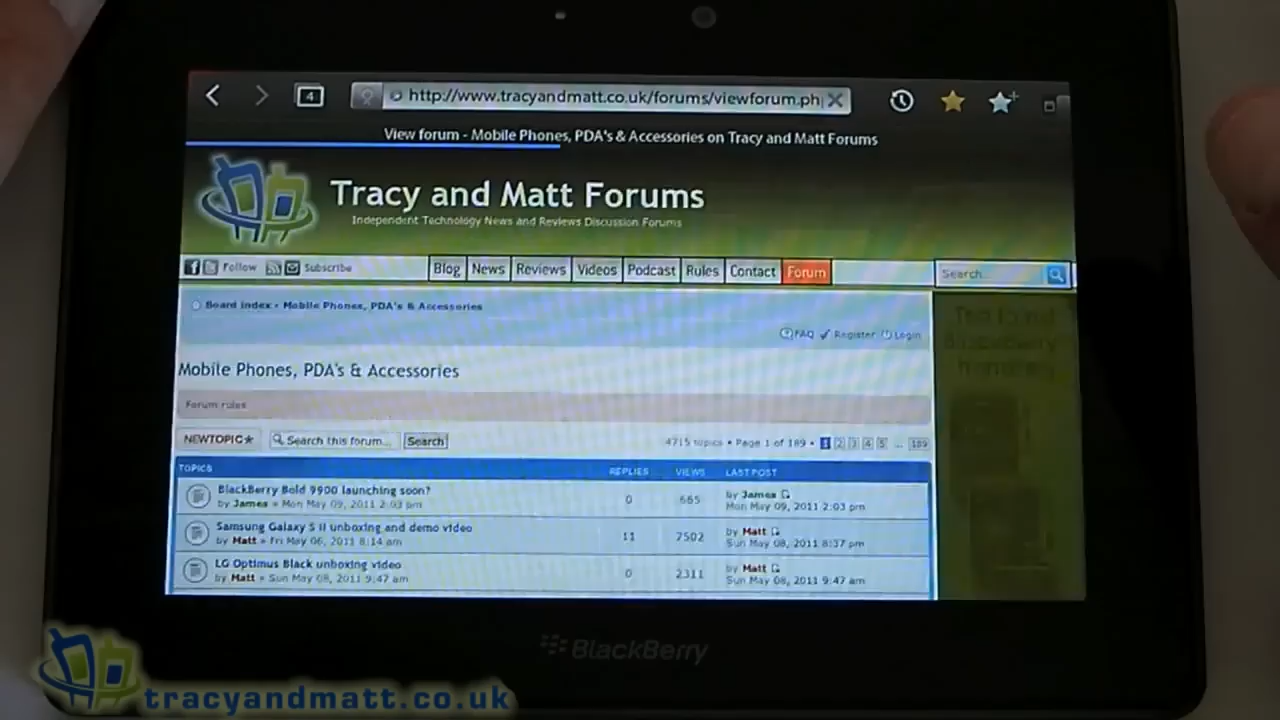 4
http://www.tracyandmatt.co.uk/forums/viewforum.ph
View forum - Mobile Phones, PDA's & Accessories on Tracy and Matt Forums
Tracy and Matt Forums
Independent Technology News and Reviews Discussion Forums
Follow Subscribe Blog News Reviews Videos Podcast Rules Contact Forum Search...
Board index ‹ Mobile Phones, PDA's & Accessories
FAQ Register Login
Mobile Phones, PDA's & Accessories
Forum rules
NEWTOPIC Search this forum... Search 4715 topics • Page 1 of 189 • 1 2 3 4 5 ... 189
TOPICS REPLIES VIEWS LAST POST
BlackBerry Bold 9900 launching soon?
by James » Mon May 09, 2011 2:03 pm
0 665
by James
Mon May 09, 2011 2:03 pm
Samsung Galaxy S II unboxing and demo video
by Matt » Fri May 06, 2011 8:14 am
11 7502
by Matt
Sun May 08, 2011 8:37 pm
LG Optimus Black unboxing video
by Matt » Sun May 08, 2011 9:47 am
0 2311
by Matt
Sun May 08, 2011 9:47 am
BlackBerry
tracyandmatt.co.uk